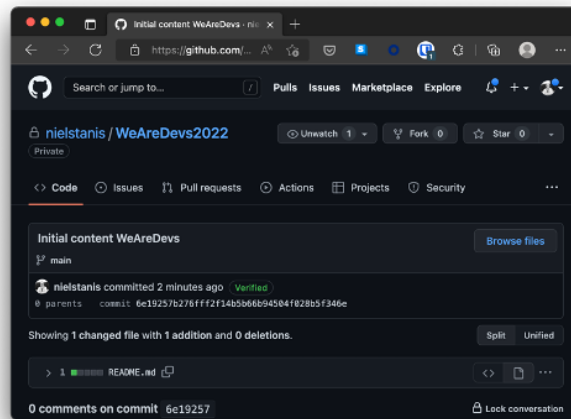 Initial content WeAreDevs · nie
https://github.com/...
Search or jump to... /
Pulls Issues Marketplace Explore
nielstanis / WeAreDevs2022
Private
Unwatch 1
Fork 0
Star 0
Code Issues Pull requests Actions Projects Security
Initial content WeAreDevs
Browse files
main
nielstanis committed 2 minutes ago Verified
0 parents commit 6e19257b276fff2f14b5b66b94504f028b5f346e
Showing 1 changed file with 1 addition and 0 deletions.
Split Unified
1 README.md
0 comments on commit 6e19257
Lock conversation